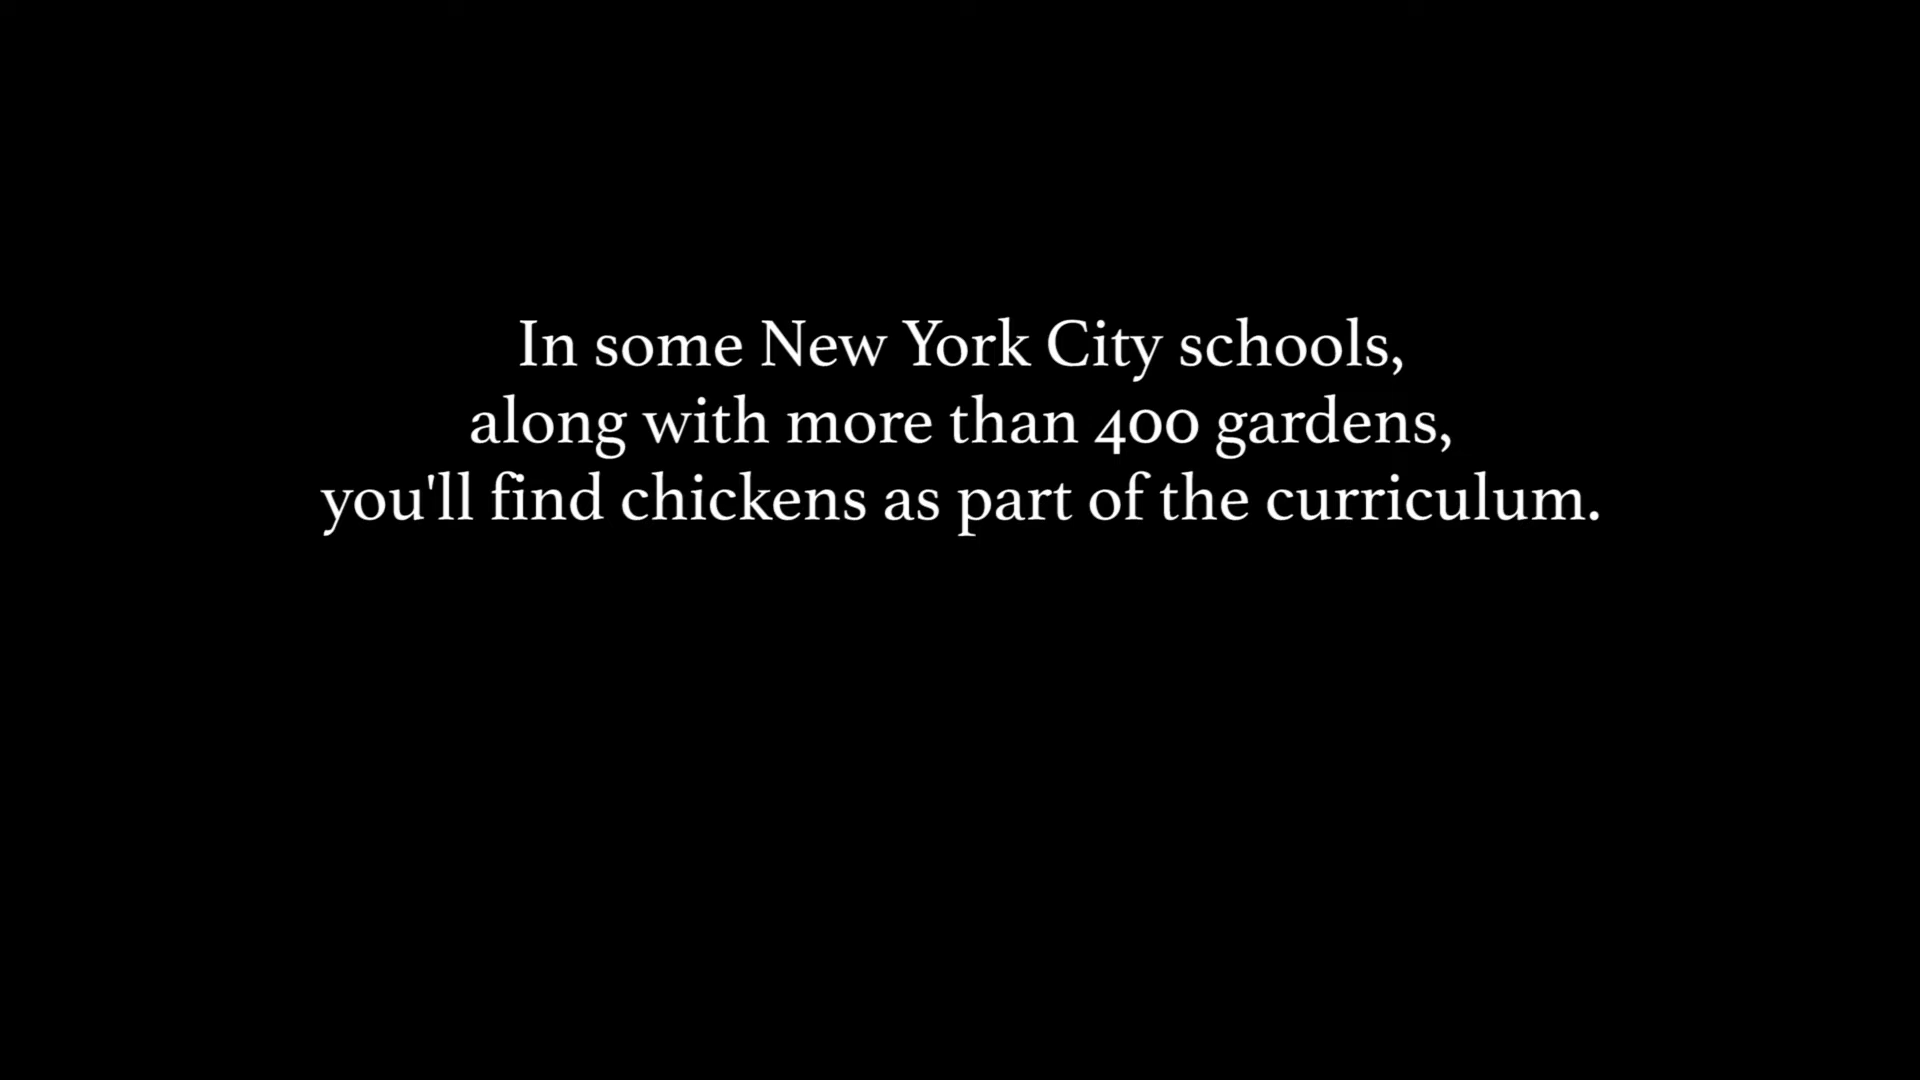 In some New York City schools,
along with more than 400 gardens,
you'll find chickens as part of the curriculum.